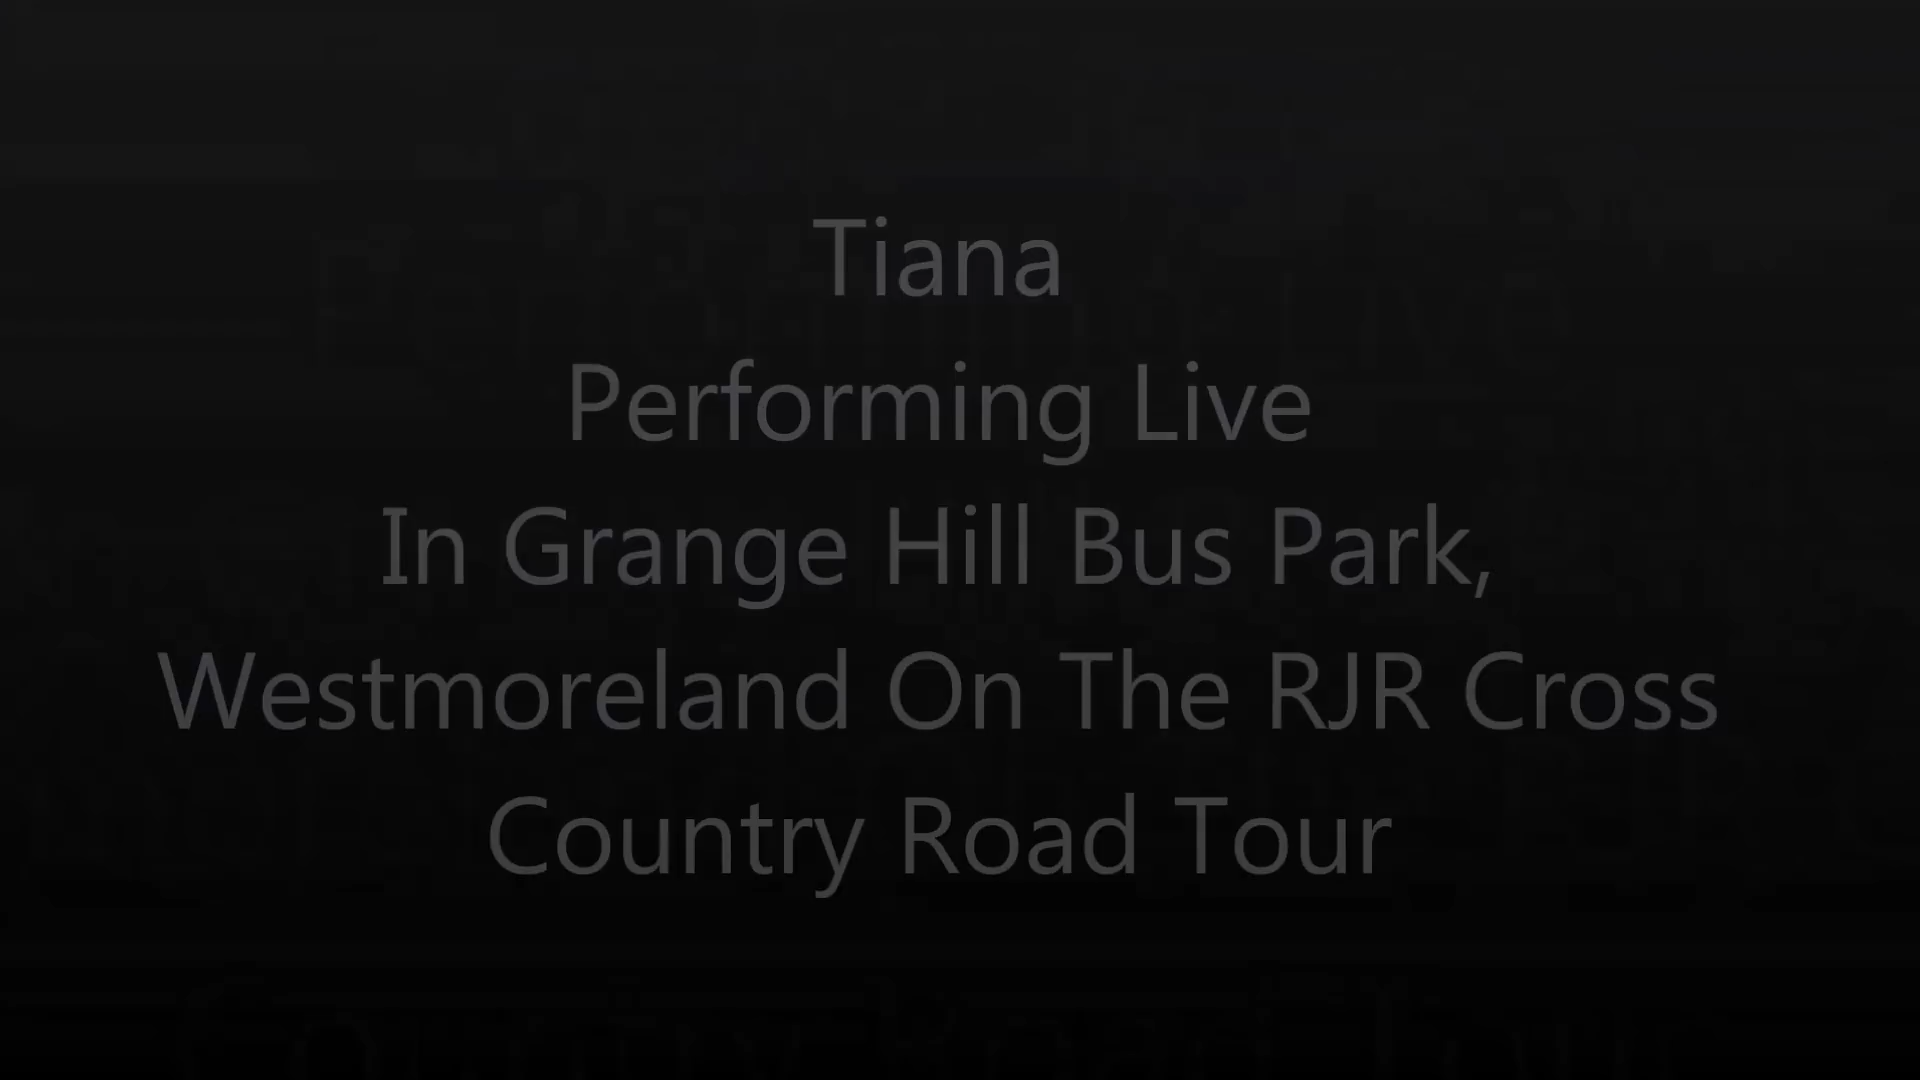 Tiana
Performing Live
In Grange Hill Bus Park,
Westmoreland On The RJR Cross
Country Road Tour